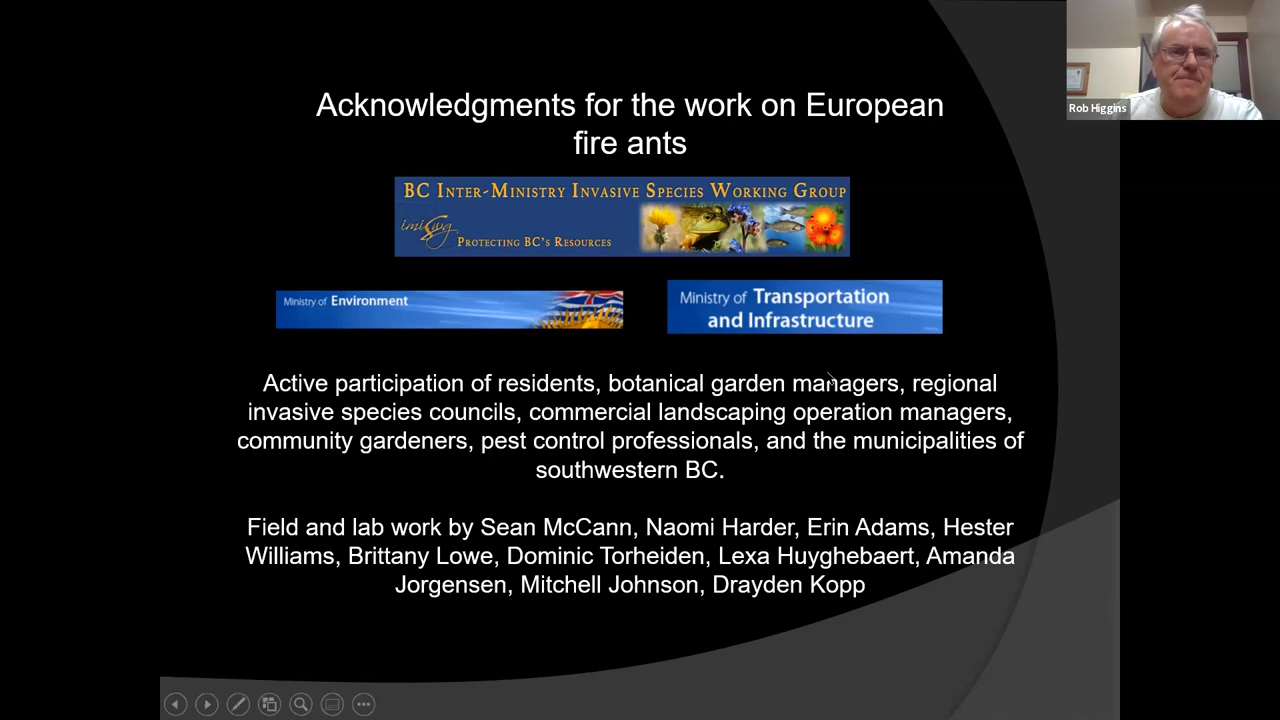 Acknowledgments for the work on European
fire ants
BC Inter-Ministry Invasive Species Working Group
imiswg
Protecting BC's Resources
Ministry of Environment
Ministry of Transportation
and Infrastructure
Active participation of residents, botanical garden managers, regional
invasive species councils, commercial landscaping operation managers,
community gardeners, pest control professionals, and the municipalities of
southwestern BC.
Field and lab work by Sean McCann, Naomi Harder, Erin Adams, Hester
Williams, Brittany Lowe, Dominic Torheiden, Lexa Huyghebaert, Amanda
Jorgensen, Mitchell Johnson, Drayden Kopp
Rob Higgins